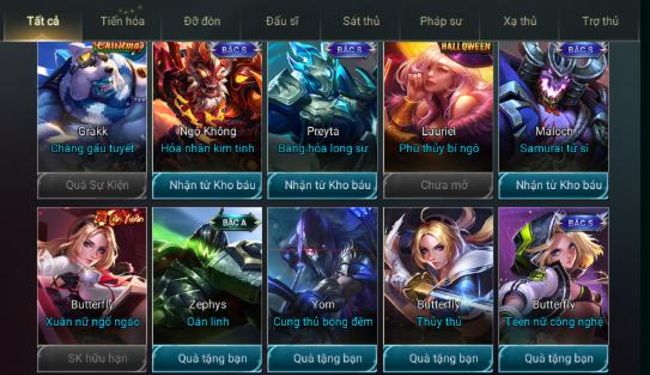 Tất cả
Tiến hóa
Đỡ đòn
Đấu sĩ
Sát thủ
Pháp sư
Xạ thủ
Trợ thủ
Christmas
BẬC S
BẬC S
HALLOWEEN
BẬC S
Grakk
Ngộ Không
Preyta
Lauriel
Maloch
Chàng gấu tuyết
Hỏa nhãn kim tinh
Băng hỏa long sư
Phù thủy bí ngô
Samurai tử sĩ
Quà Sự Kiện
Nhận từ Kho báu
Nhận từ Kho báu
Chưa mở
Nhận từ Kho báu
Tân Xuân
BẬC A
BẬC S
Butterfly
Zephys
Yorn
Butterfly
Butterfly
Xuân nữ ngổ ngáo
Oán linh
Cung thủ bóng đêm
Thủy thủ
Teen nữ công nghệ
SK hữu hạn
Quà tặng bạn
Quà tặng bạn
Quà tặng bạn
Quà tặng bạn